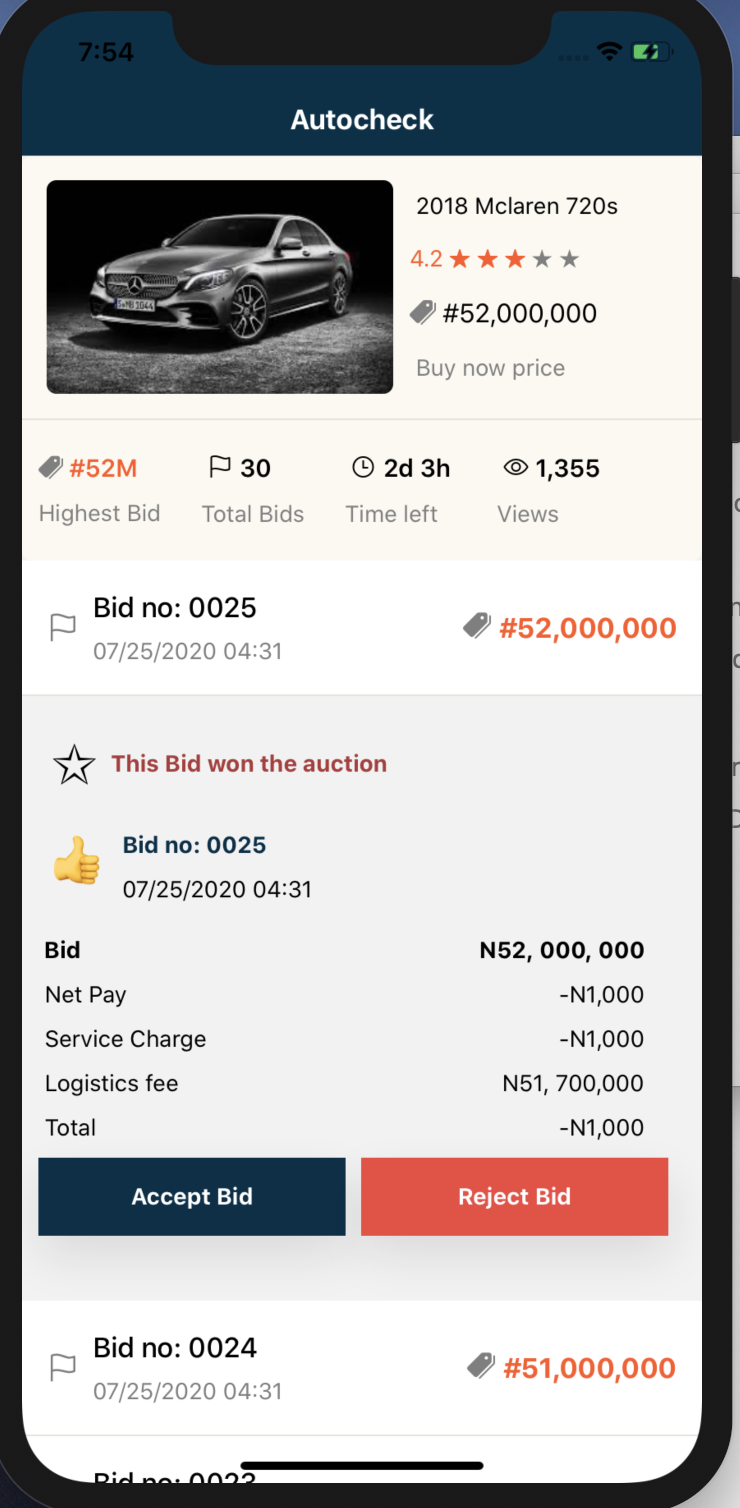 7:54
Autocheck
2018 Mclaren 720s
4.2
#52,000,000
Buy now price
#52M 30 2d 3h 1,355
Highest Bid Total Bids Time left Views
Bid no: 0025
07/25/2020 04:31
#52,000,000
This Bid won the auction
Bid no: 0025
07/25/2020 04:31
Bid N52, 000, 000
Net Pay -N1,000
Service Charge -N1,000
Logistics fee N51, 700,000
Total -N1,000
Accept Bid Reject Bid
Bid no: 0024
07/25/2020 04:31
#51,000,000
Bid no: 0023